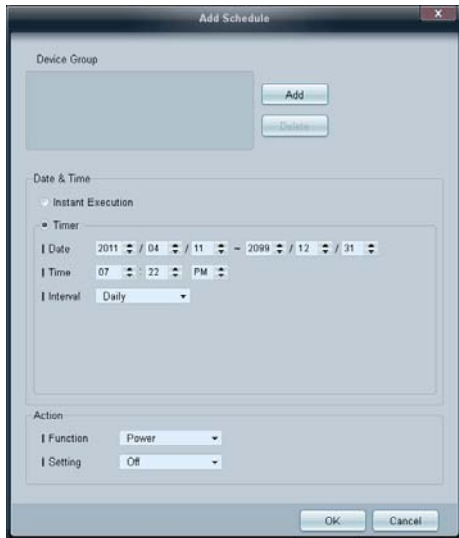 Add Schedule
Device Group
Add
Delete
Date & Time
Instant Execution
Timer
Date 2011 / 04 / 11 ~ 2099 / 12 / 31
Time 07 : 22 PM
Interval Daily
Action
Function Power
Setting Off
OK Cancel